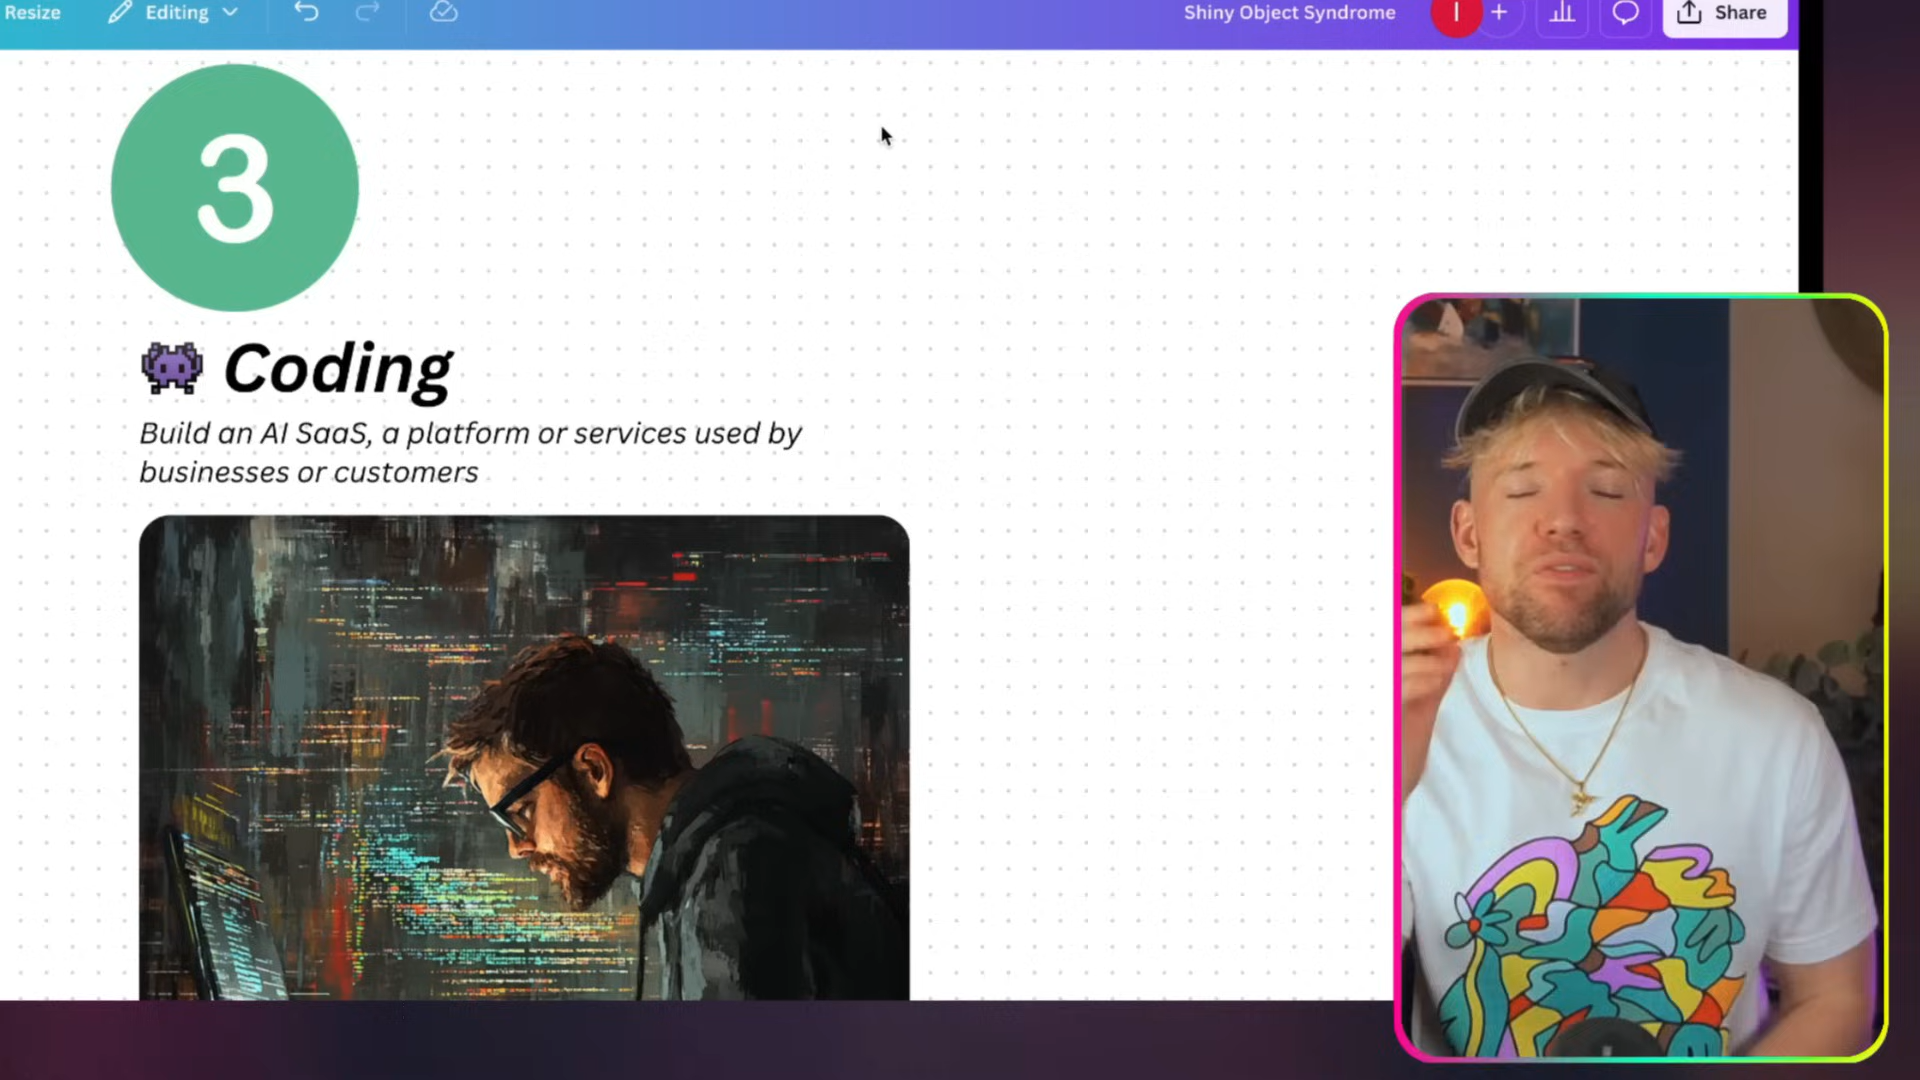 Resize
Editing
Shiny Object Syndrome
I
+
Share
3
Coding
Build an AI SaaS, a platform or services used by
businesses or customers